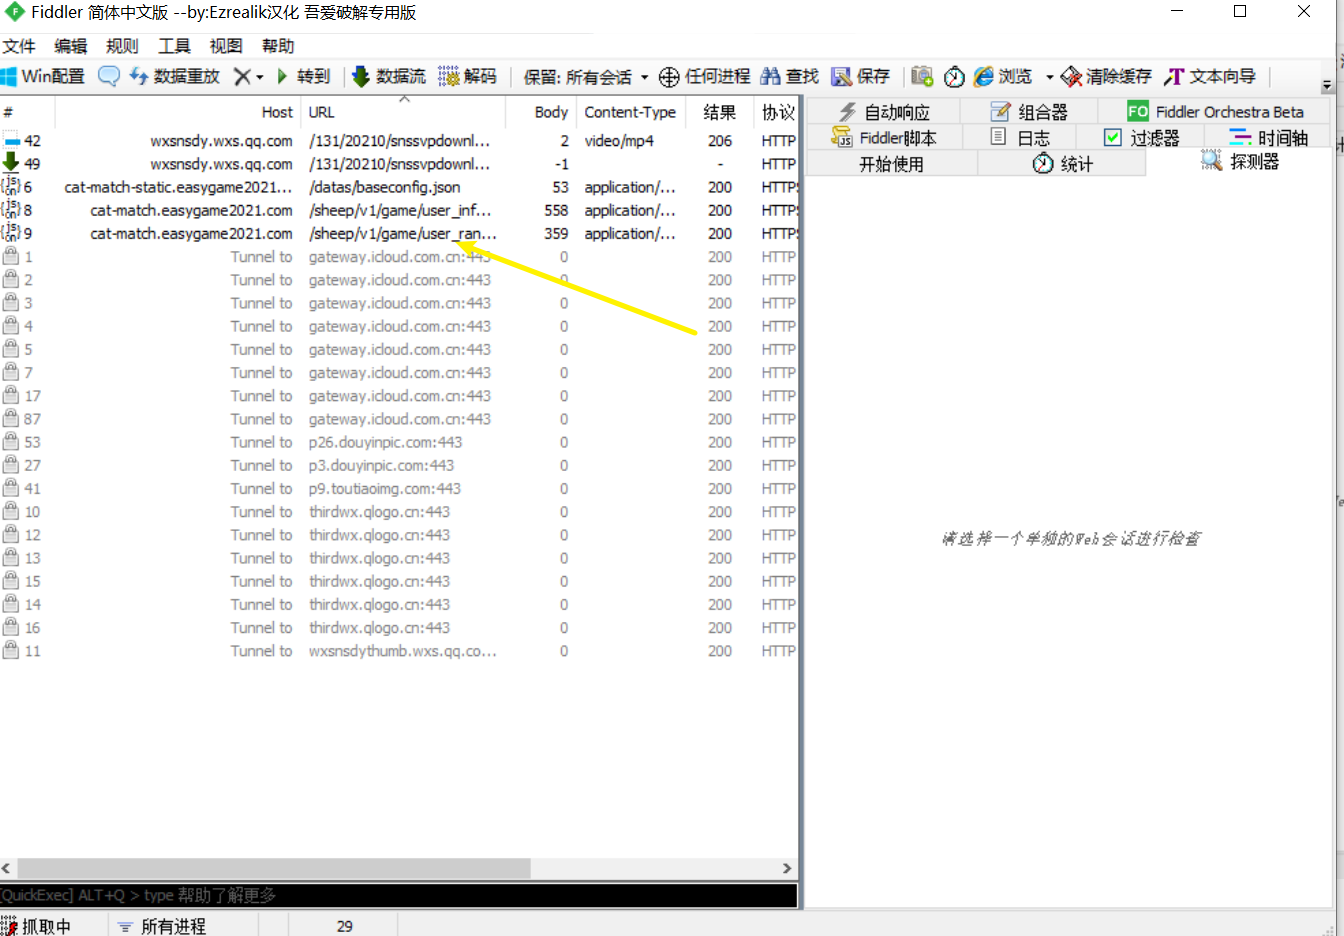 Fiddler 简体中文版 --by:Ezrealik汉化 吾爱破解专用版
文件 编辑 规则 工具 视图 帮助
Win配置 数据重放 转到 数据流 解码 保留: 所有会话 任何进程 查找 保存 浏览 清除缓存 文本向导
# Host URL Body Content-Type 结果 协议
42 wxsnsdy.wxs.qq.com /131/20210/snssvpdownl... 2 video/mp4 206 HTTP
49 wxsnsdy.wxs.qq.com /131/20210/snssvpdownl... -1 - HTTP
6 cat-match-static.easygame2021... /datas/baseconfig.json 53 application/... 200 HTTPS
8 cat-match.easygame2021.com /sheep/v1/game/user_inf... 558 application/... 200 HTTPS
9 cat-match.easygame2021.com /sheep/v1/game/user_ran... 359 application/... 200 HTTPS
1 Tunnel to gateway.icloud.com.cn:443 0 200 HTTP
2 Tunnel to gateway.icloud.com.cn:443 0 200 HTTP
3 Tunnel to gateway.icloud.com.cn:443 0 200 HTTP
4 Tunnel to gateway.icloud.com.cn:443 0 200 HTTP
5 Tunnel to gateway.icloud.com.cn:443 0 200 HTTP
7 Tunnel to gateway.icloud.com.cn:443 0 200 HTTP
17 Tunnel to gateway.icloud.com.cn:443 0 200 HTTP
87 Tunnel to gateway.icloud.com.cn:443 0 200 HTTP
53 Tunnel to p26.douyinpic.com:443 0 200 HTTP
27 Tunnel to p3.douyinpic.com:443 0 200 HTTP
41 Tunnel to p9.toutiaoimg.com:443 0 200 HTTP
10 Tunnel to thirdwx.qlogo.cn:443 0 200 HTTP
12 Tunnel to thirdwx.qlogo.cn:443 0 200 HTTP
13 Tunnel to thirdwx.qlogo.cn:443 0 200 HTTP
15 Tunnel to thirdwx.qlogo.cn:443 0 200 HTTP
14 Tunnel to thirdwx.qlogo.cn:443 0 200 HTTP
16 Tunnel to thirdwx.qlogo.cn:443 0 200 HTTP
11 Tunnel to wxsnsdythumb.wxs.qq.co... 0 200 HTTP
自动响应 组合器 FO Fiddler Orchestra Beta
Fiddler脚本 日志 过滤器 时间轴
开始使用 统计 探测器
请选择一个单独的Web会话进行检查
[QuickExec] ALT+Q > type 帮助了解更多
抓取中 所有进程 29